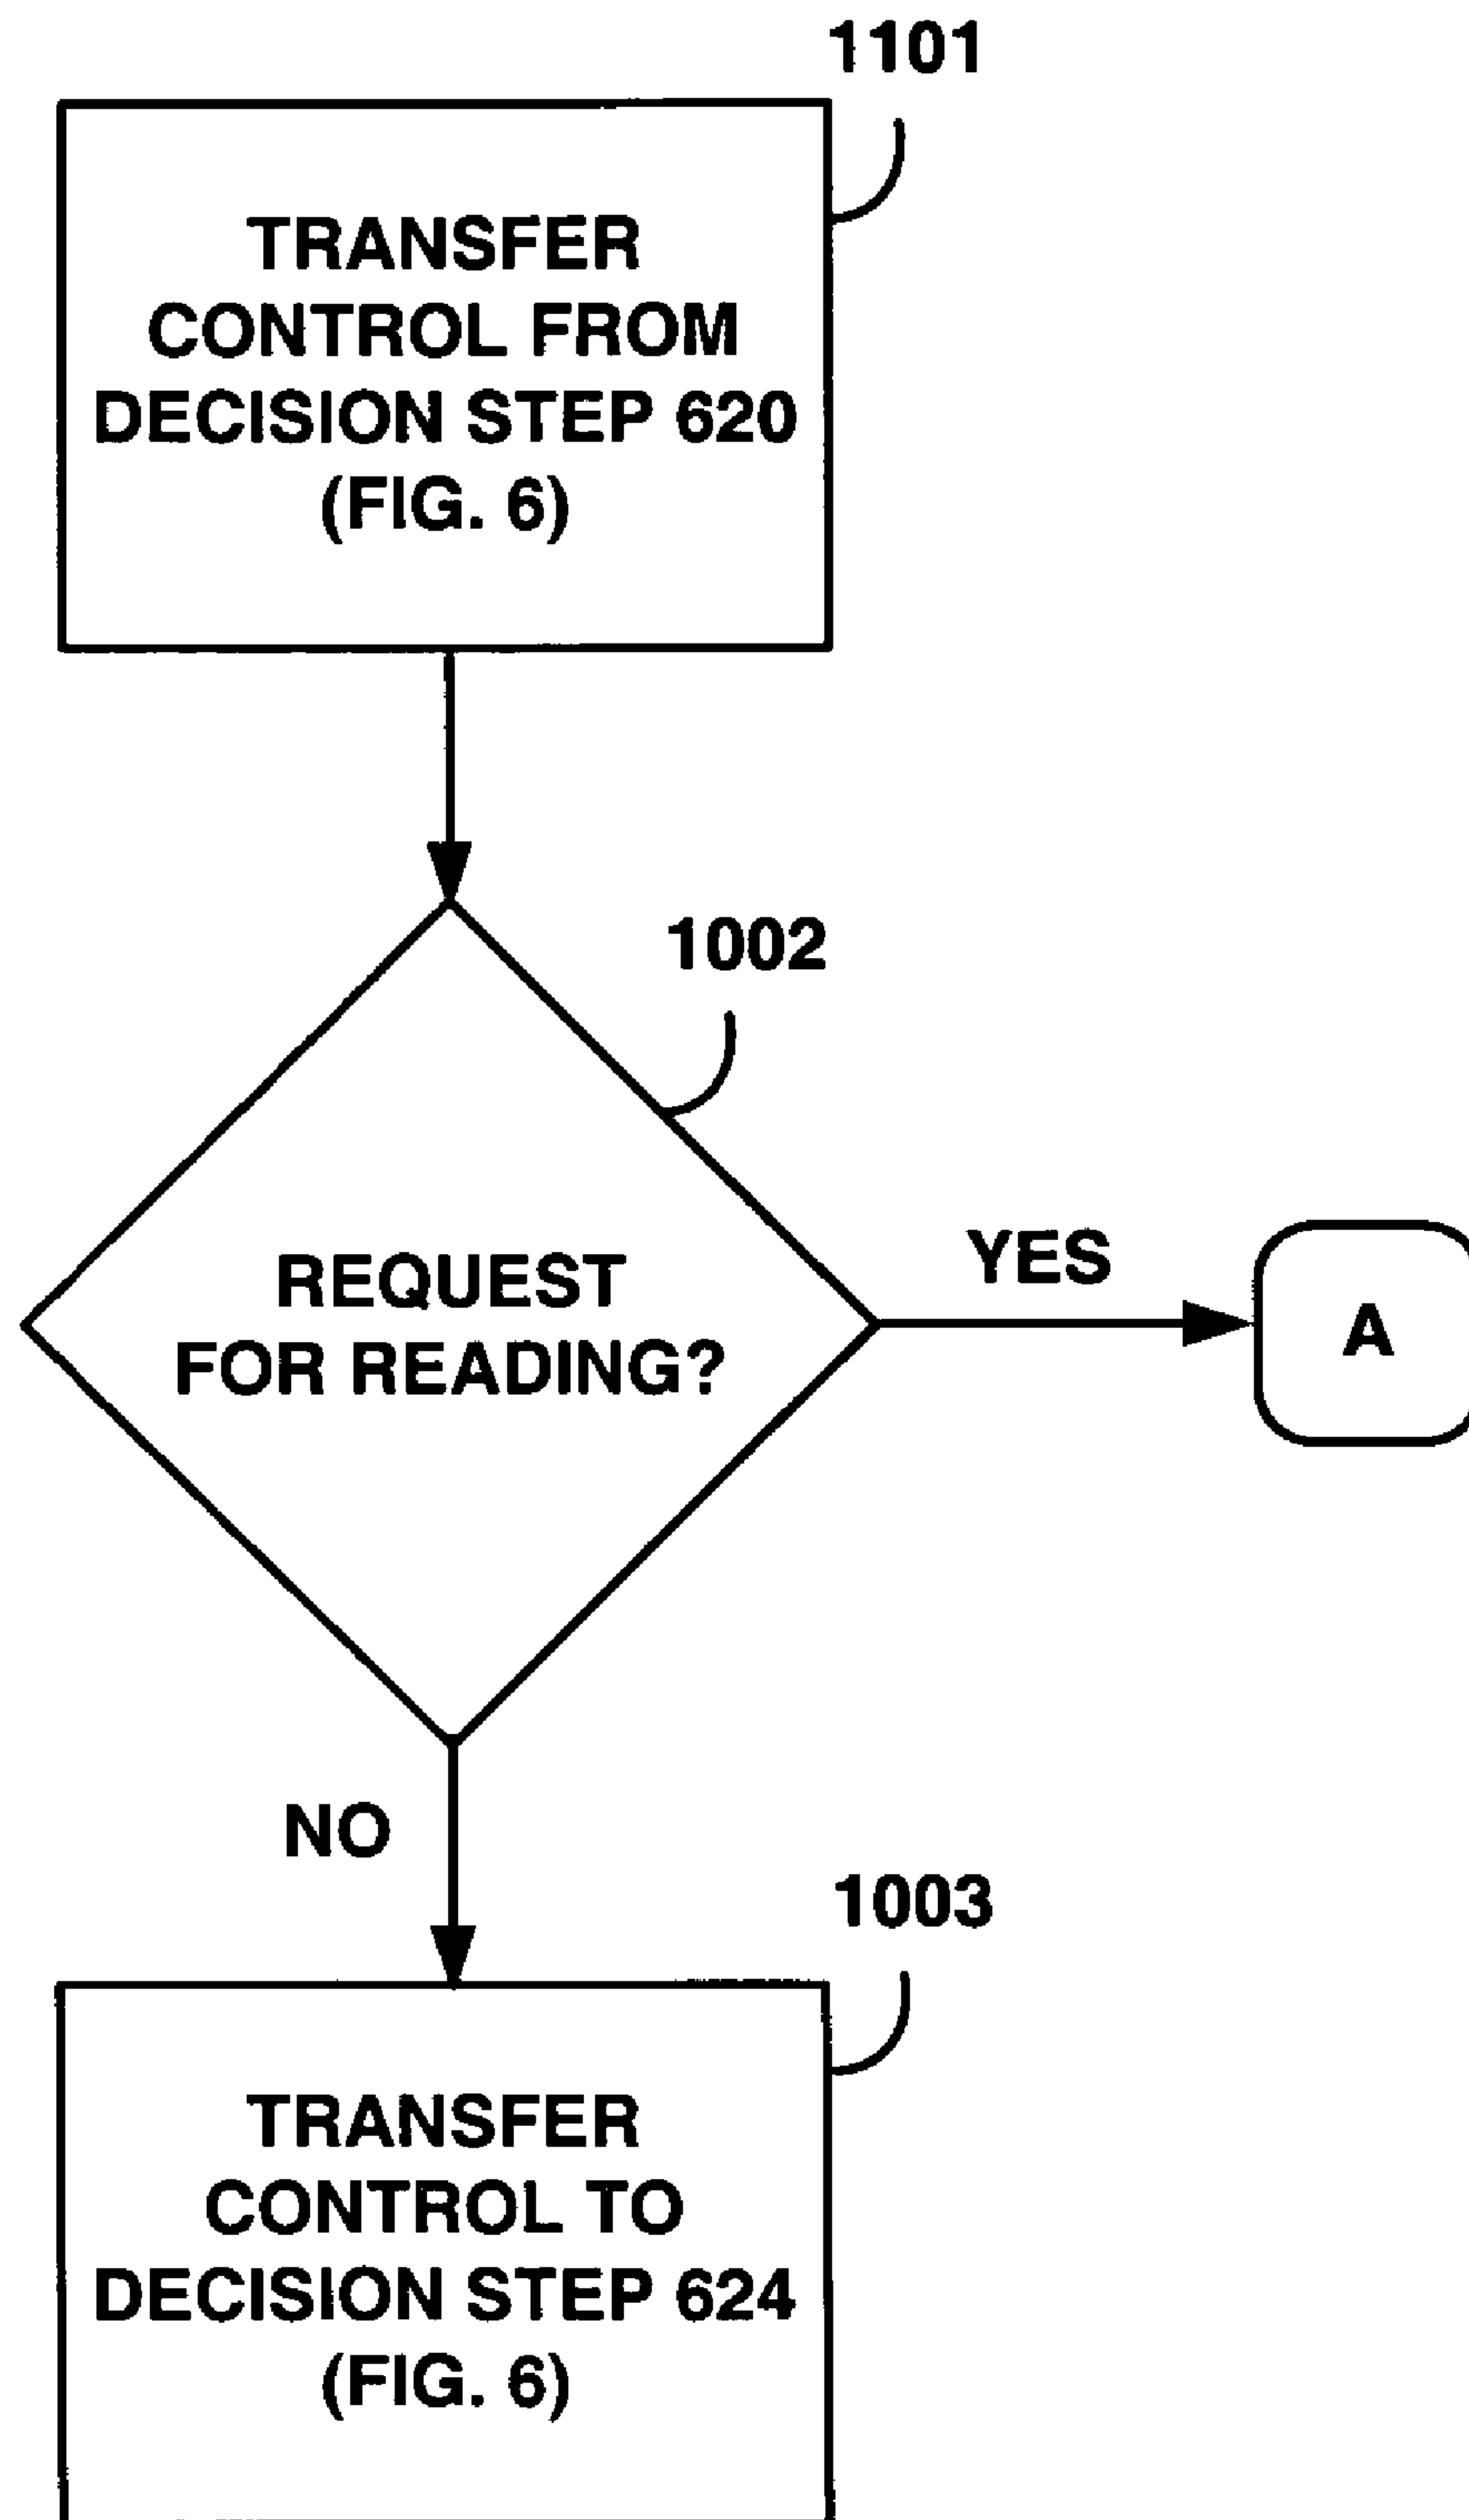 1101
TRANSFER
CONTROL FROM
DECISION STEP 620
(FIG. 6)
1002
REQUEST
FOR READING?
YES
A
NO
1003
TRANSFER
CONTROL TO
DECISION STEP 624
(FIG. 6)